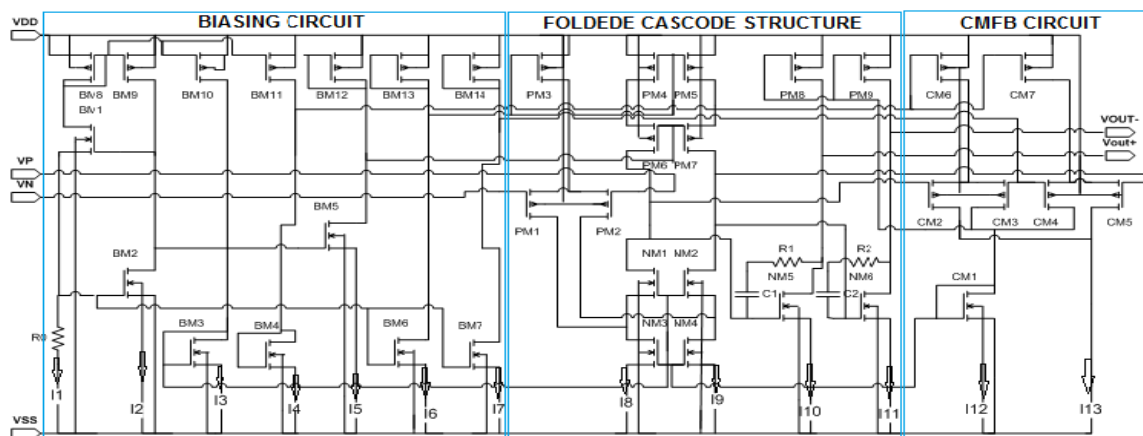 BIASING CIRCUIT FOLDEDE CASCODE STRUCTURE CMFB CIRCUIT
VDD
BM8 BM9 BM10 BM11 BM12 BM13 BM14 PM3 PM4 PM5 PM8 PM9 CM6 CM7
BM1
VOUT-
Vout+
VP
PM6 PM7
VN
BM5
PM1 PM2
CM2 CM3 CM4 CM5
BM2
NM1 NM2
R1 R2
NM5 NM6
C1 C2
CM1
R0
BM3 BM4 BM6 BM7
NM3 NM4
I1 I2 I3 I4 I5 I6 I7 I8 I9 I10 I11 I12 I13
VSS